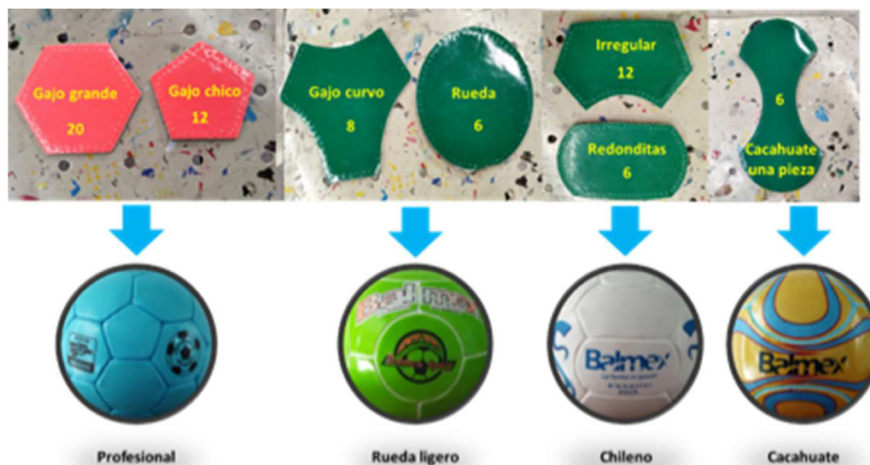 Gajo grande
20
Gajo chico
12
Gajo curvo
8
Rueda
6
Irregular
12
Redonditas
6
6
Cacahuate
una pieza
Balmex
Balmex
Profesional
Rueda ligero
Chileno
Cacahuate